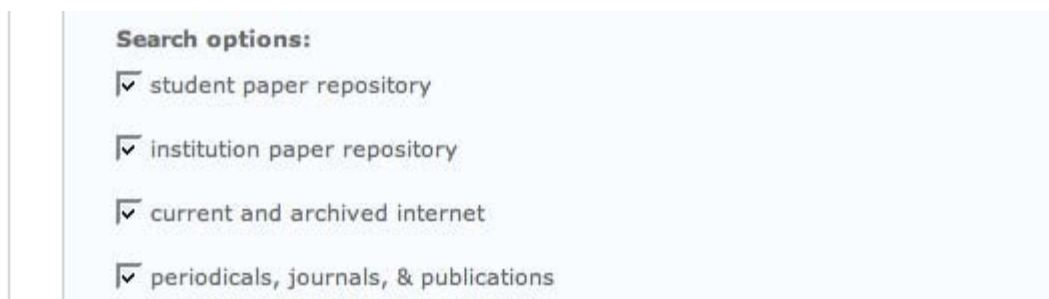 Search options:
student paper repository
institution paper repository
current and archived internet
periodicals, journals, & publications